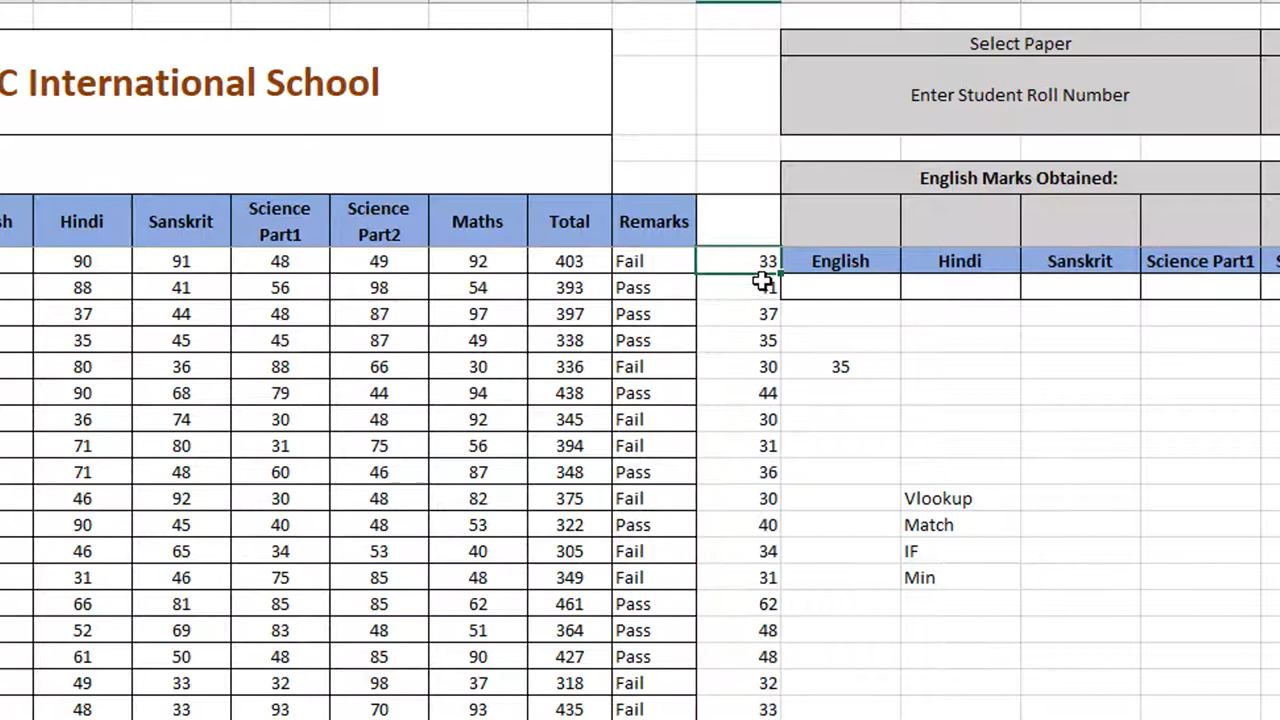 Select Paper
C International School
Enter Student Roll Number
English Marks Obtained:
sh Hindi Sanskrit Science Part1 Science Part2 Maths Total Remarks
90 91 48 49 92 403 Fail 33 English Hindi Sanskrit Science Part1 S
88 41 56 98 54 393 Pass 41
37 44 48 87 97 397 Pass 37
35 45 45 87 49 338 Pass 35
80 36 88 66 30 336 Fail 30 35
90 68 79 48 94 438 Pass 44
36 74 30 48 92 345 Fail 30
71 80 31 75 56 394 Fail 31
71 48 60 46 87 348 Pass 36
46 92 30 48 82 375 Fail 30 Vlookup
90 45 40 48 53 322 Pass 40 Match
46 65 34 53 40 305 Fail 34 IF
31 46 75 85 48 349 Fail 31 Min
66 81 85 85 62 461 Pass 62
52 69 83 48 51 364 Pass 48
61 50 48 85 90 427 Pass 48
49 33 32 98 37 318 Fail 32
48 33 93 70 93 435 Fail 33